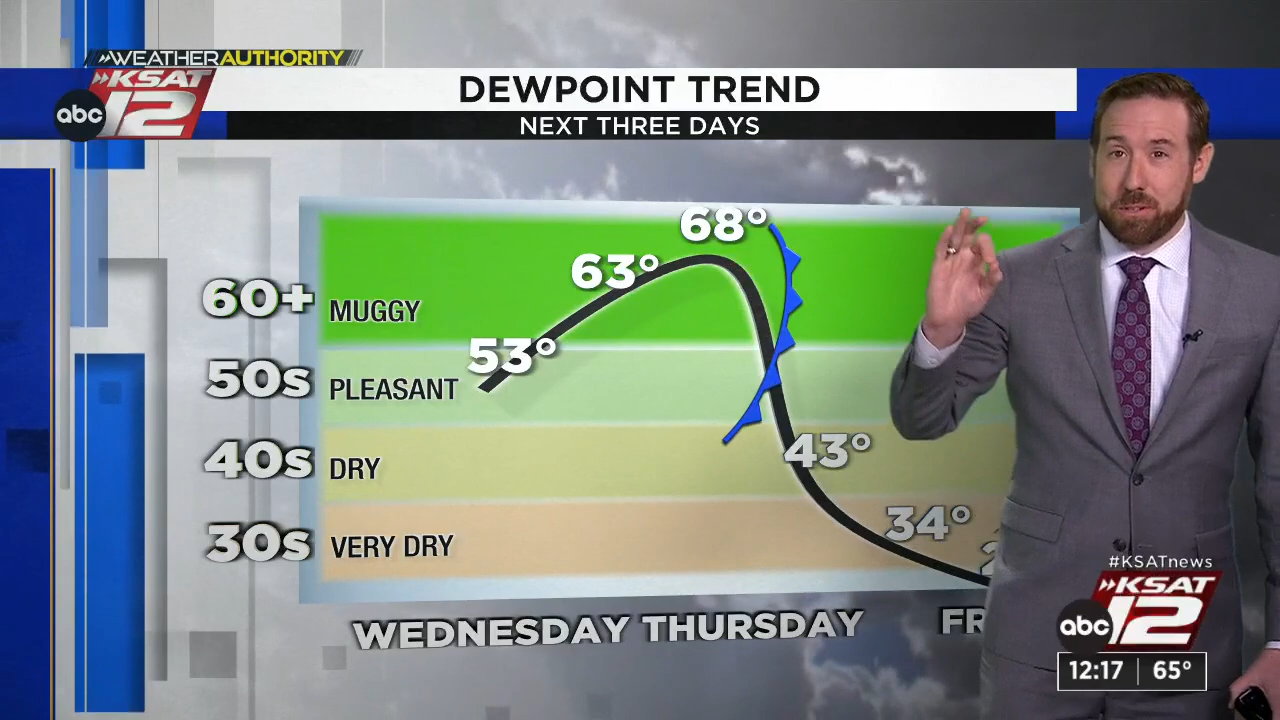 WEATHERAUTHORITY
KSAT
abc 12
DEWPOINT TREND
NEXT THREE DAYS
68°
63°
60+ MUGGY
53°
50s PLEASANT
43°
40s DRY
34°
30s VERY DRY
WEDNESDAY THURSDAY FR
#KSATnews
KSAT
abc 12
12:17 65°